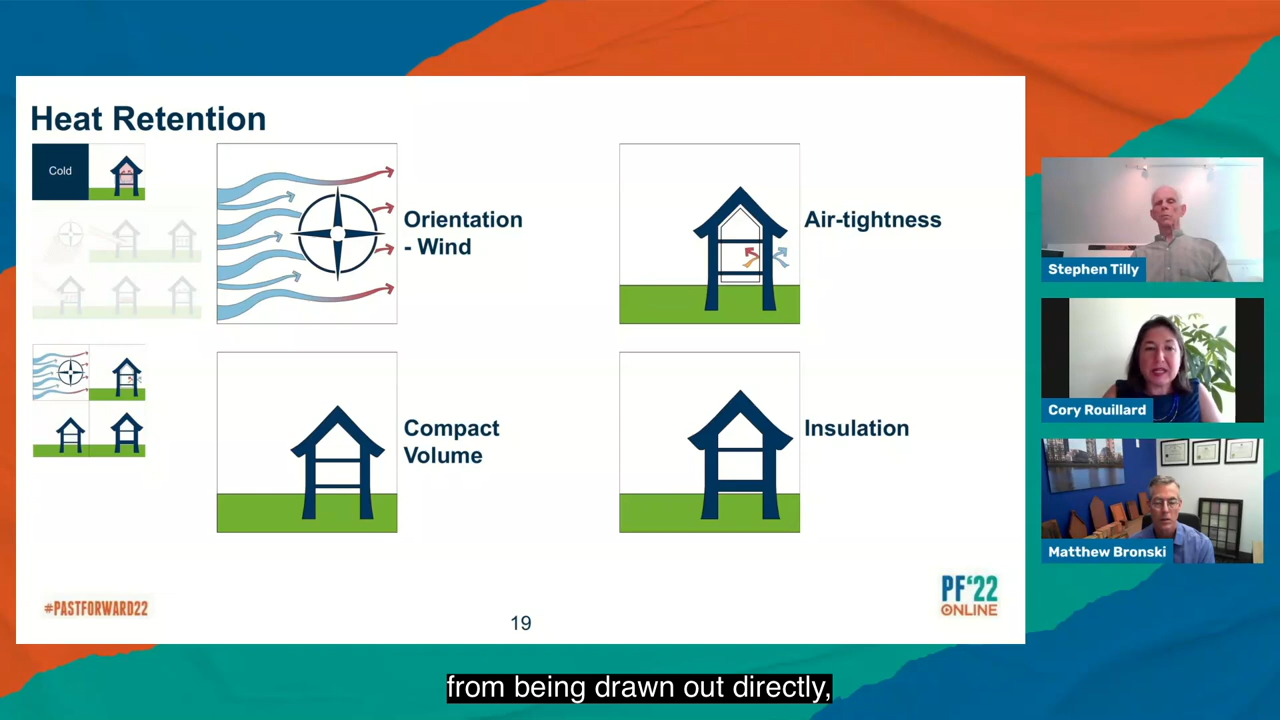 Heat Retention
Cold
Orientation
- Wind
Air-tightness
Compact
Volume
Insulation
#PASTFORWARD22
19
PF'22
ONLINE
Stephen Tilly
Cory Rouillard
Matthew Bronski
from being drawn out directly,